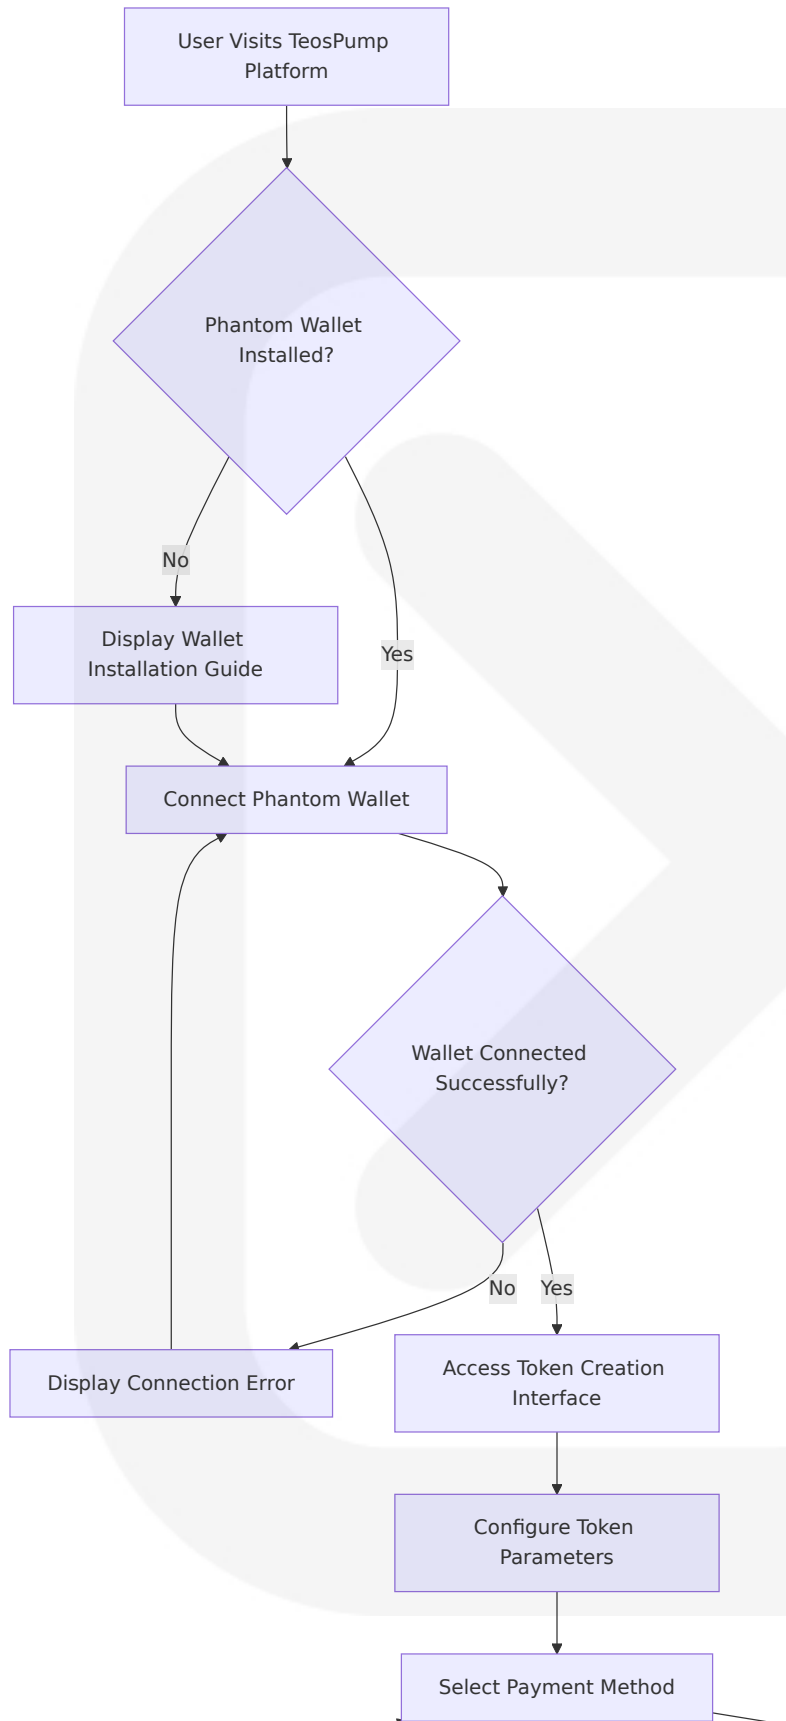 User Visits TeosPump
Platform
Phantom Wallet
Installed?
No
Display Wallet
Installation Guide
Yes
Connect Phantom Wallet
Wallet Connected
Successfully?
No
Yes
Display Connection Error
Access Token Creation
Interface
Configure Token
Parameters
Select Payment Method